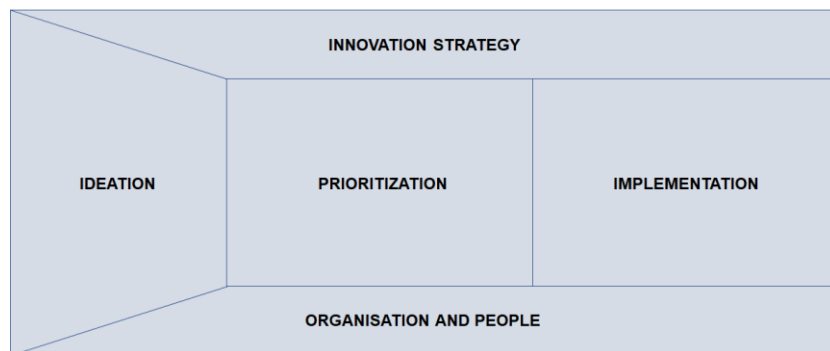 INNOVATION STRATEGY
IDEATION
PRIORITIZATION
IMPLEMENTATION
ORGANISATION AND PEOPLE